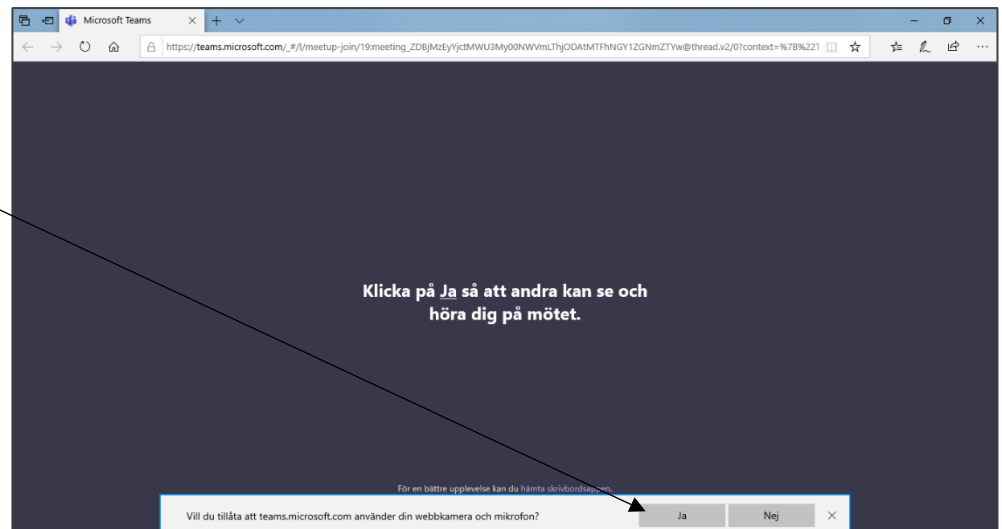 Microsoft Teams
https://teams.microsoft.com/_#/l/meetup-join/19:meeting_ZDBjMzEyYjctMWU3My00NWVmLThjODAtMTFhNGY1ZGNmZTYw@thread.v2/0?context=%7B%221
Klicka på Ja så att andra kan se och
höra dig på mötet.
För en bättre upplevelse kan du hämta skrivbordsappen.
Vill du tillåta att teams.microsoft.com använder din webbkamera och mikrofon?
Ja
Nej